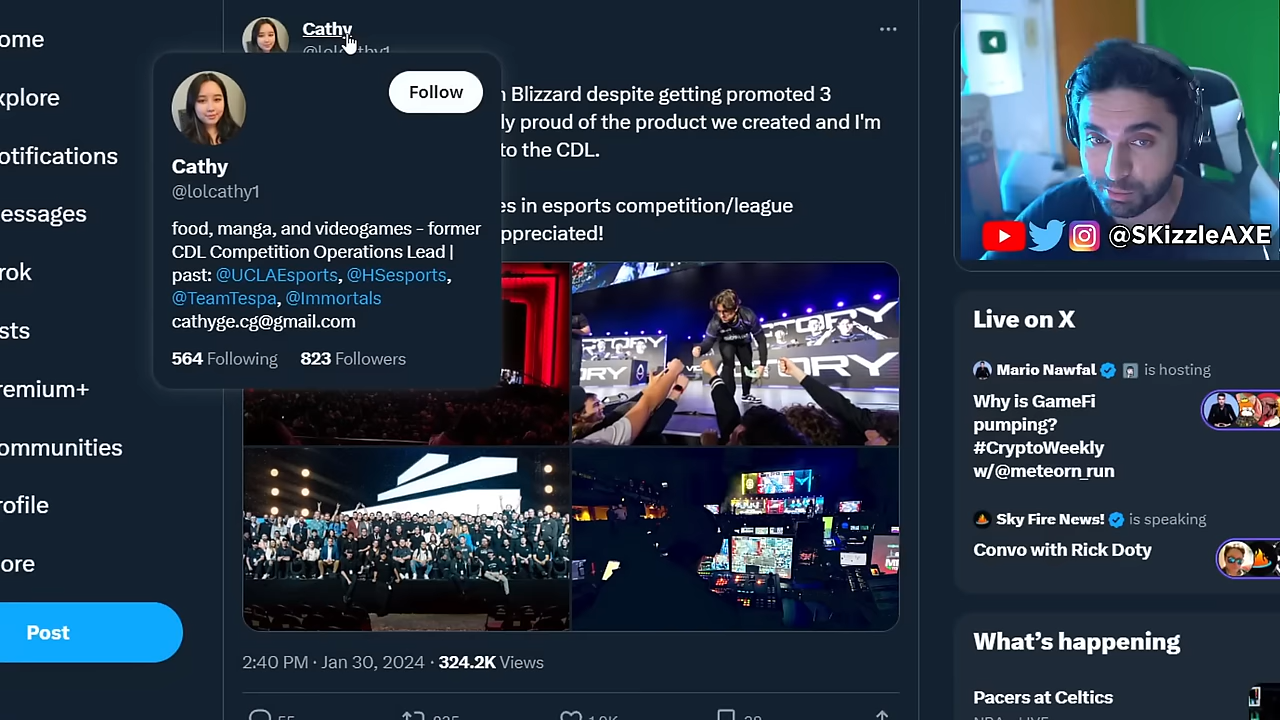 ome
xplore
otifications
essages
rok
sts
remium+
ommunities
rofile
ore
Post
Cathy
@lolcathy1
Follow
Cathy
@lolcathy1
food, manga, and videogames - former
CDL Competition Operations Lead |
past: @UCLAEsports, @HSesports,
@TeamTespa, @Immortals
cathyge.cg@gmail.com
564 Following 823 Followers
Blizzard despite getting promoted 3
ly proud of the product we created and I'm
to the CDL.
es in esports competition/league
ppreciated!
VICTORY
2:40 PM · Jan 30, 2024 · 324.2K Views
@SKizzleAXE
Live on X
Mario Nawfal is hosting
Why is GameFi
pumping?
#CryptoWeekly
w/@meteorn_run
Sky Fire News! is speaking
Convo with Rick Doty
What's happening
Pacers at Celtics